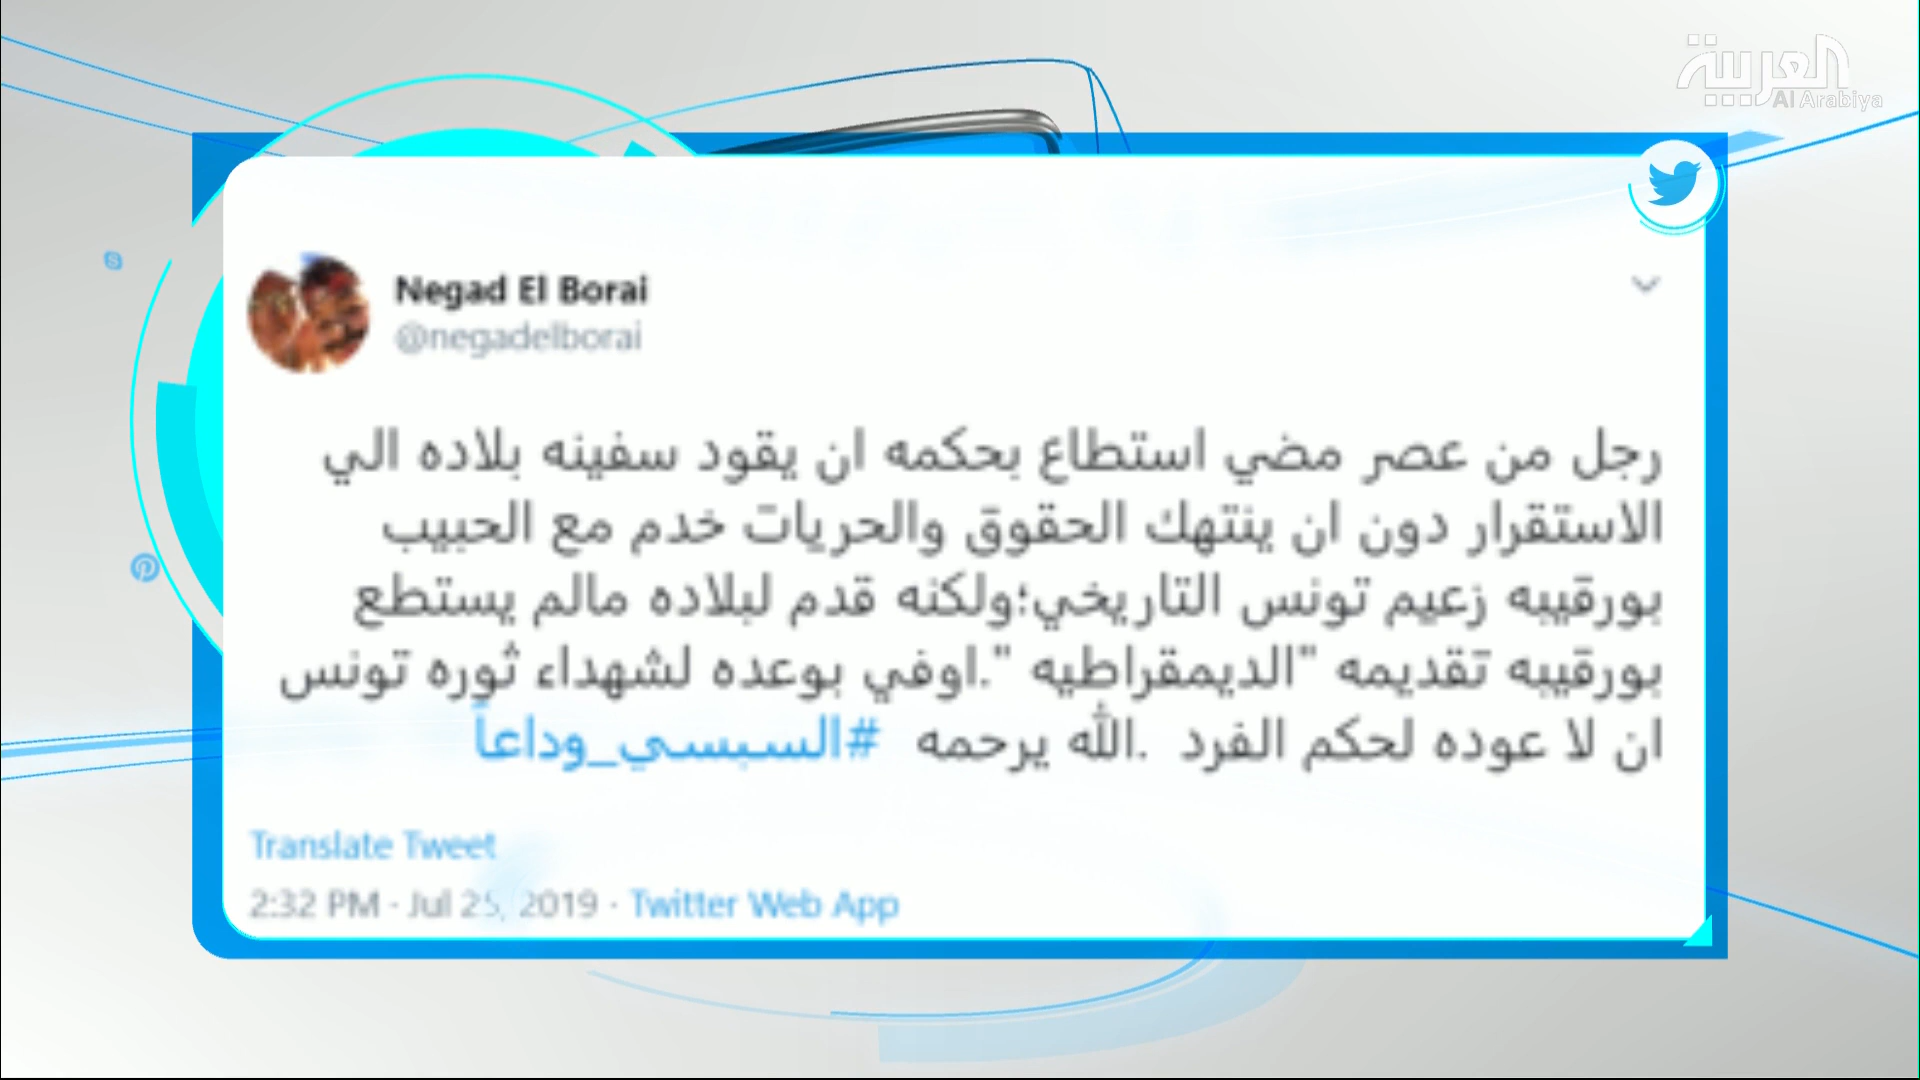 العربية
Al Arabiya
Negad El Borai
@negadelborai
رجل من عصر مضي استطاع بحكمه ان يقود سفينه بلاده الي
الاستقرار دون ان ينتهك الحقوق والحريات خدم مع الحبيب
بورقيبه زعيم تونس التاريخي؛ولكنه قدم لبلاده مالم يستطع
بورقيبه تقديمه "الديمقراطيه ".اوفي بوعده لشهداء ثوره تونس
ان لا عوده لحكم الفرد .الله يرحمه #السبسي_وداعاً
Translate Tweet
2:32 PM · Jul 25, 2019 · Twitter Web App